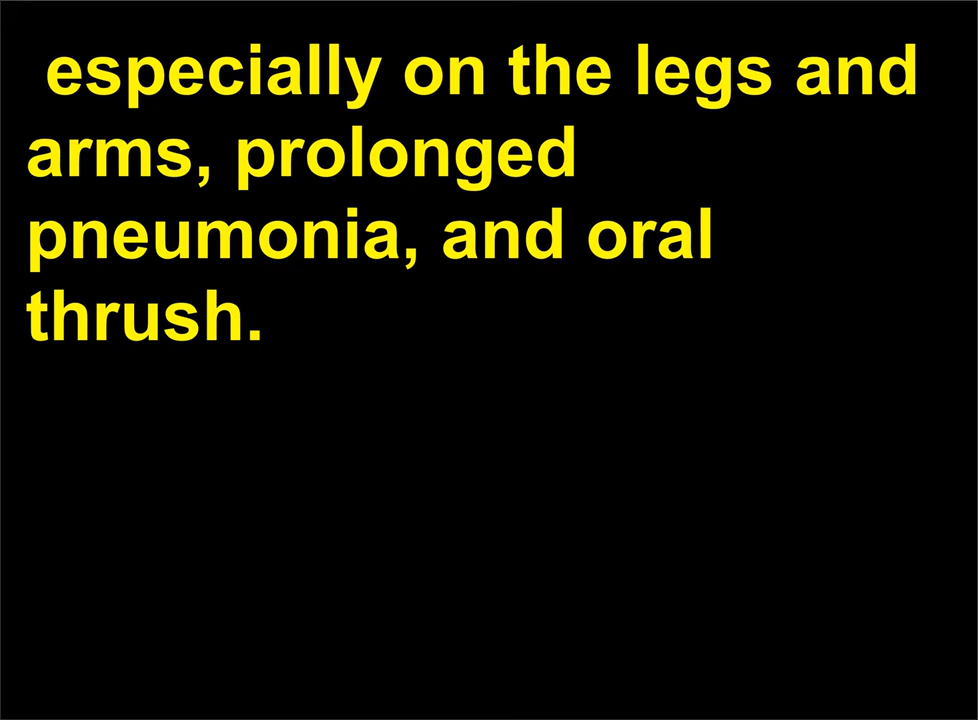 especially on the legs and
arms, prolonged
pneumonia, and oral
thrush.